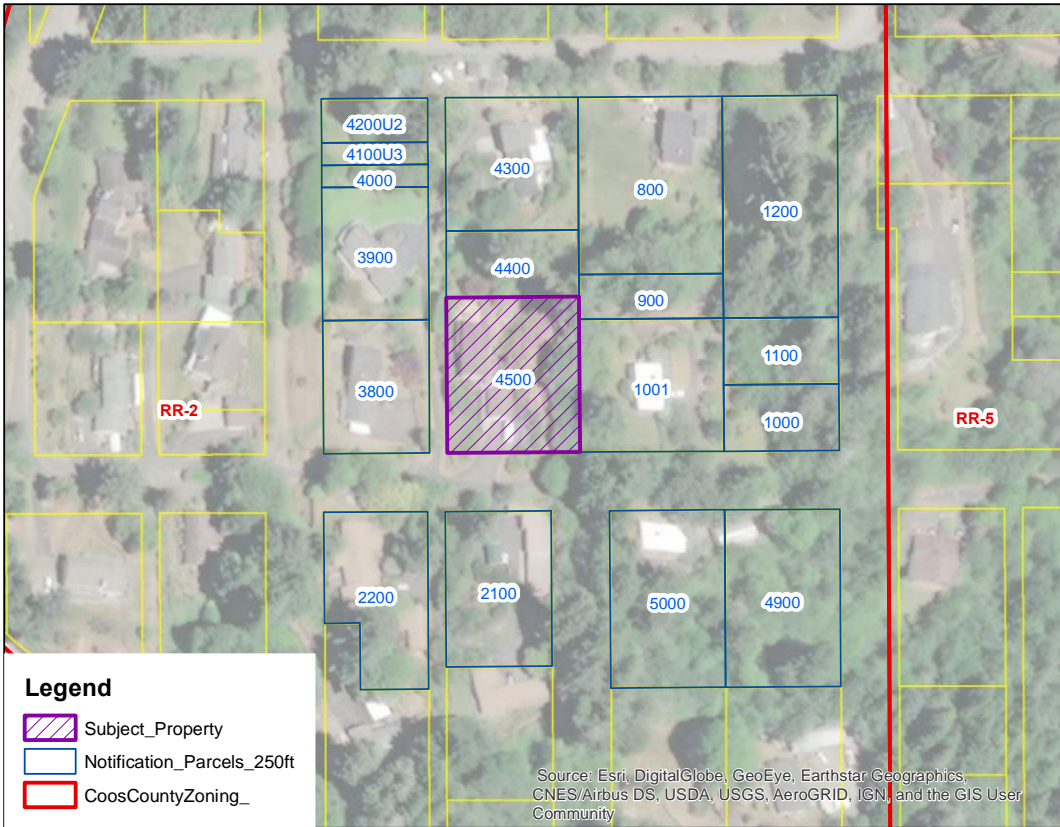 4200U2
4100U3
4000
4300
800
1200
3900
4400
900
1100
3800
4500
1001
1000
RR-2
RR-5
2200
2100
5000
4900
Legend
Subject_Property
Notification_Parcels_250ft
CoosCountyZoning_
Source: Esri, DigitalGlobe, GeoEye, Earthstar Geographics,
CNES/Airbus DS, USDA, USGS, AeroGRID, IGN, and the GIS User
Community